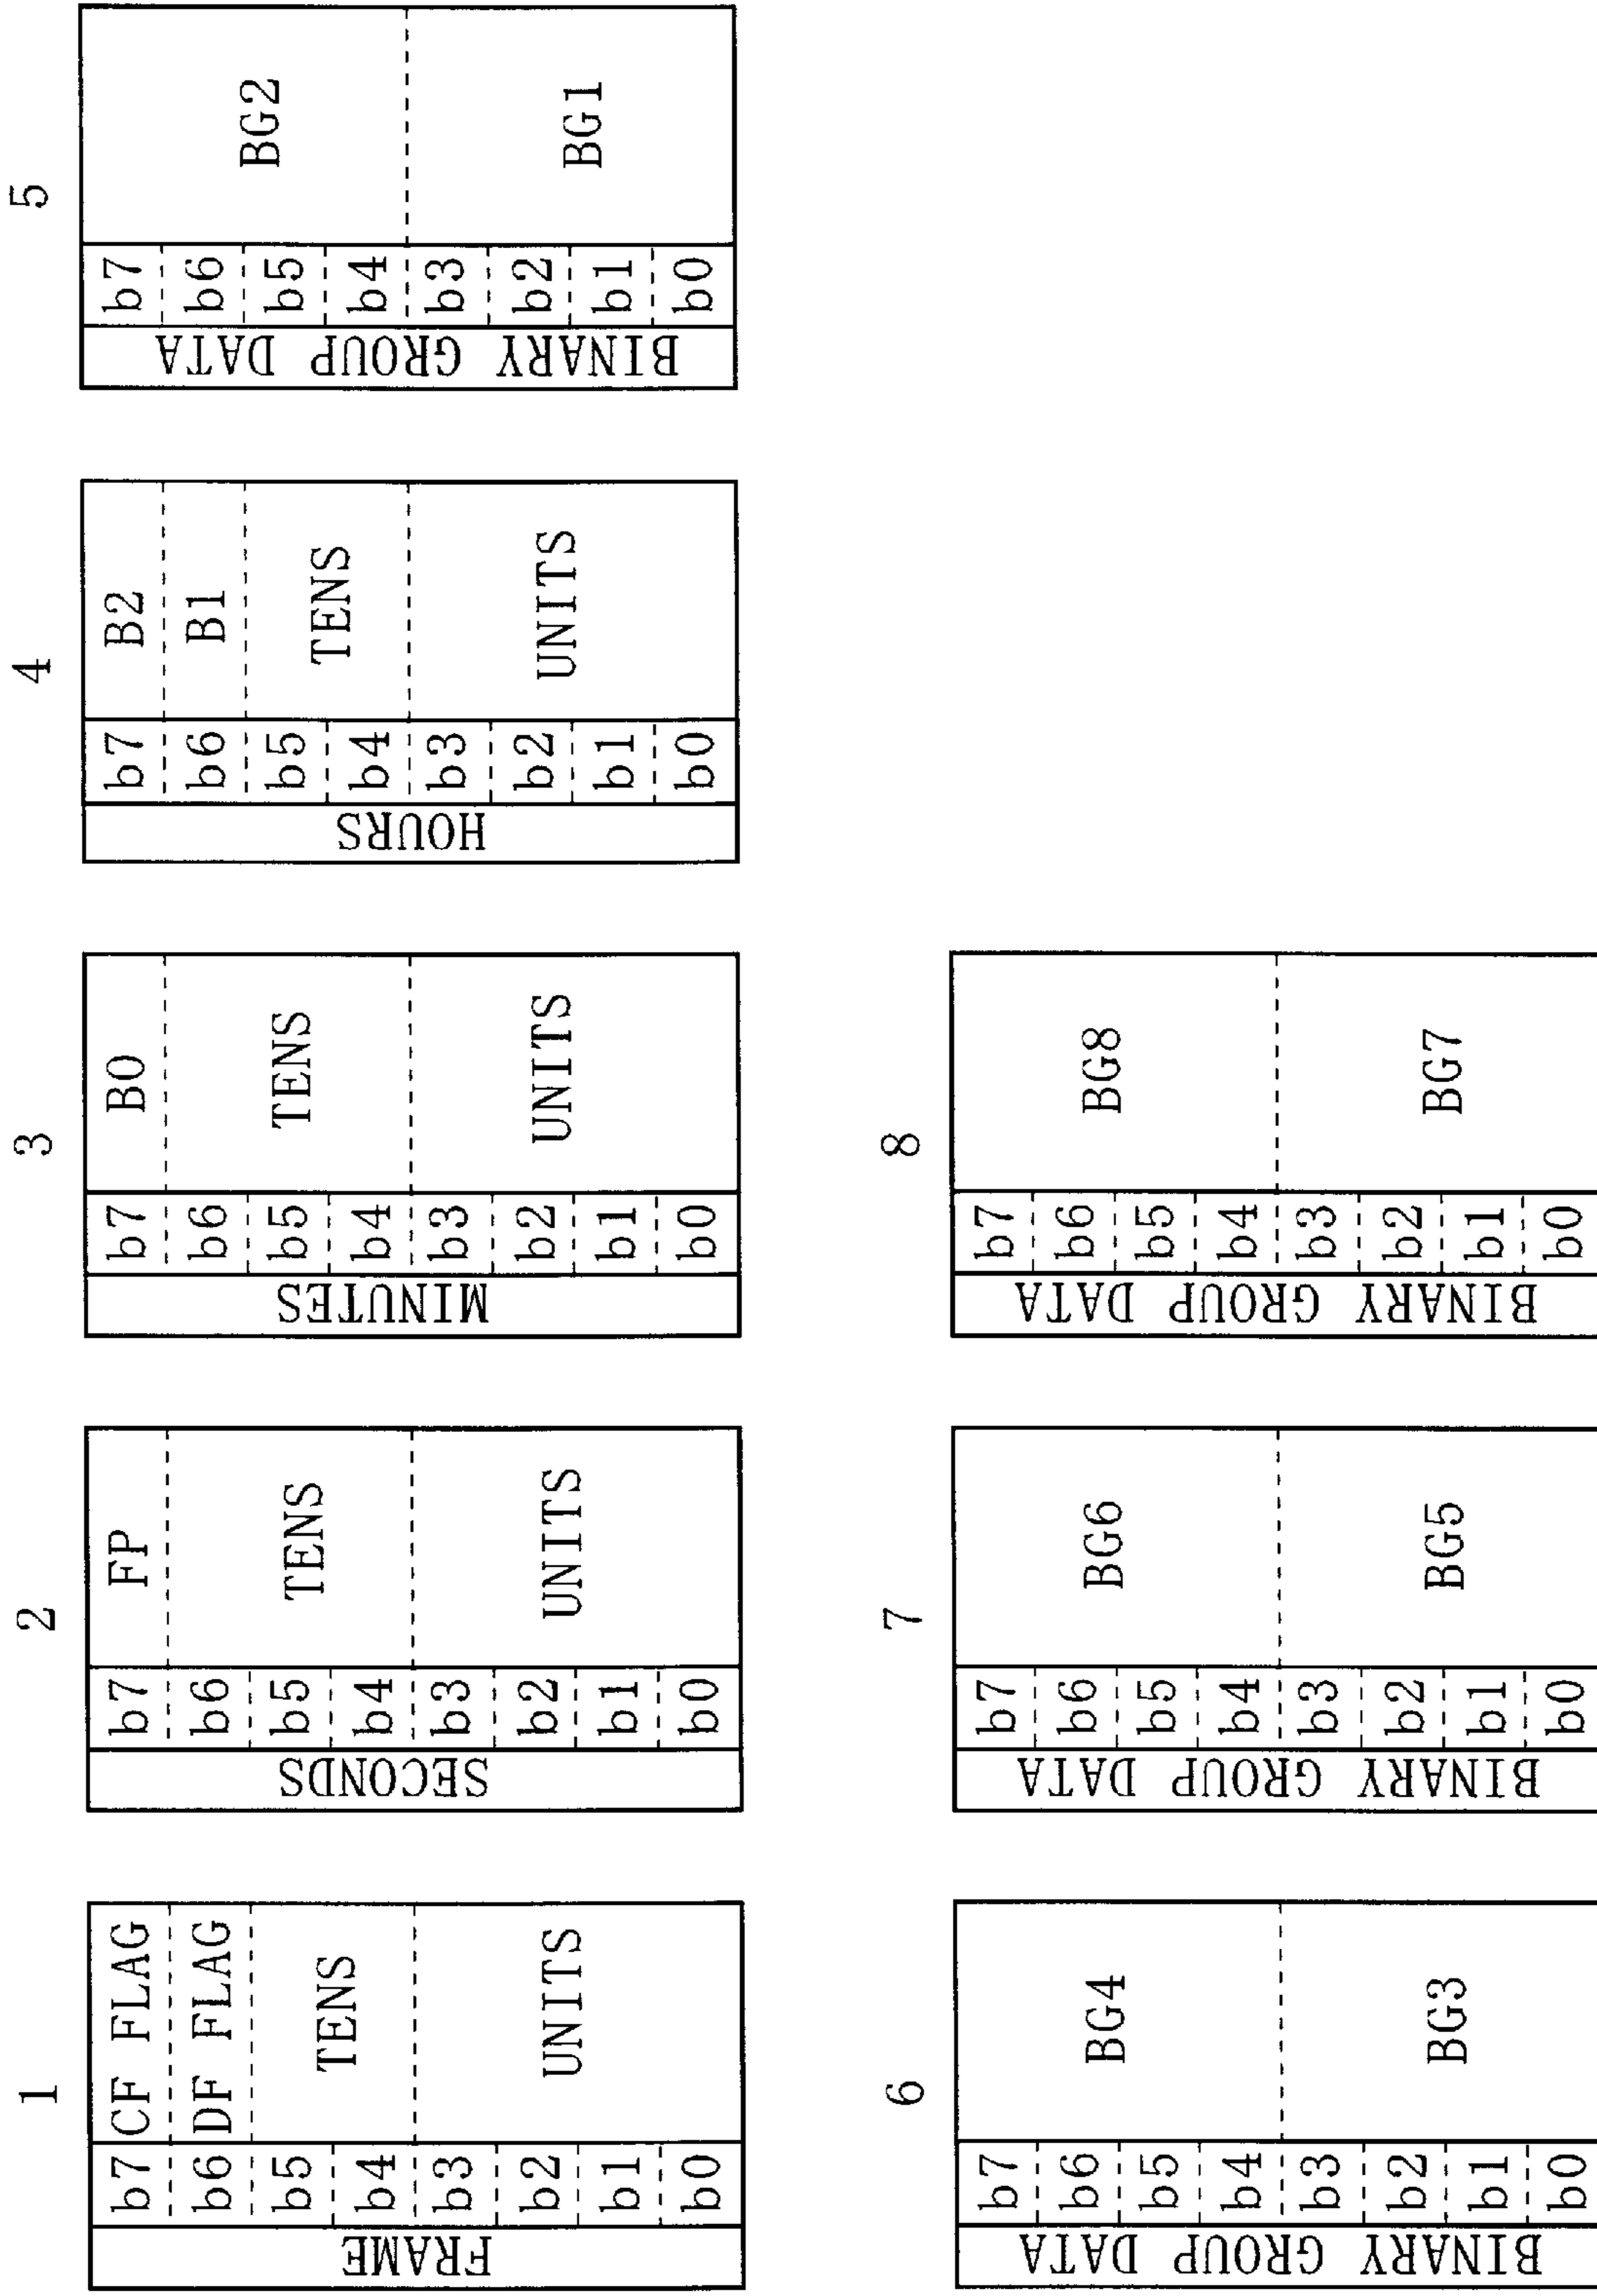 1
FRAME
b7 CF FLAG
b6 DF FLAG
b5
b4
TENS
b3
b2
b1
b0
UNITS
2
SECONDS
b7 FP
b6
b5
b4
TENS
b3
b2
b1
b0
UNITS
3
MINUTES
b7 B0
b6
b5
b4
TENS
b3
b2
b1
b0
UNITS
4
HOURS
b7 B2
b6 B1
b5
b4
TENS
b3
b2
b1
b0
UNITS
5
BINARY GROUP DATA
b7
b6
b5
b4
BG2
b3
b2
b1
b0
BG1
6
BINARY GROUP DATA
b7
b6
b5
b4
BG4
b3
b2
b1
b0
BG3
7
BINARY GROUP DATA
b7
b6
b5
b4
BG6
b3
b2
b1
b0
BG5
8
BINARY GROUP DATA
b7
b6
b5
b4
BG8
b3
b2
b1
b0
BG7